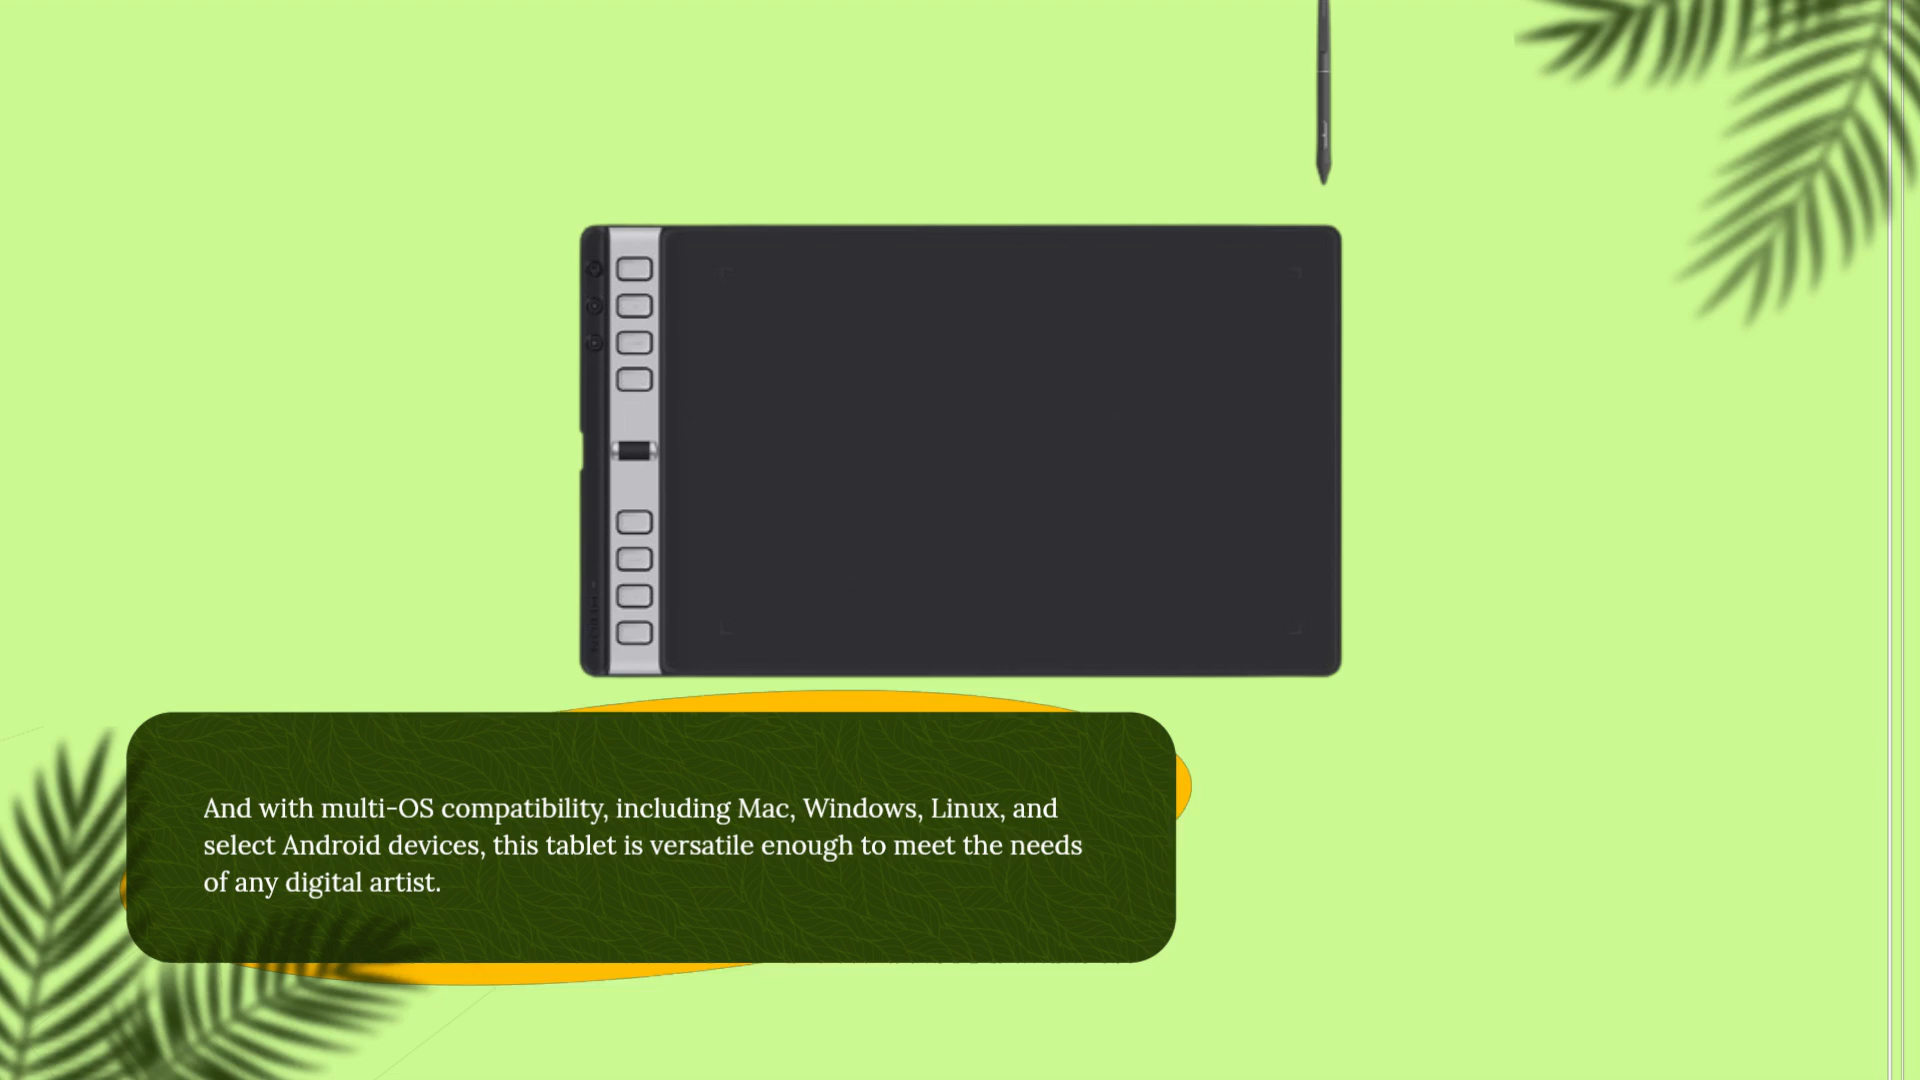 And with multi-OS compatibility, including Mac, Windows, Linux, and
select Android devices, this tablet is versatile enough to meet the needs
of any digital artist.